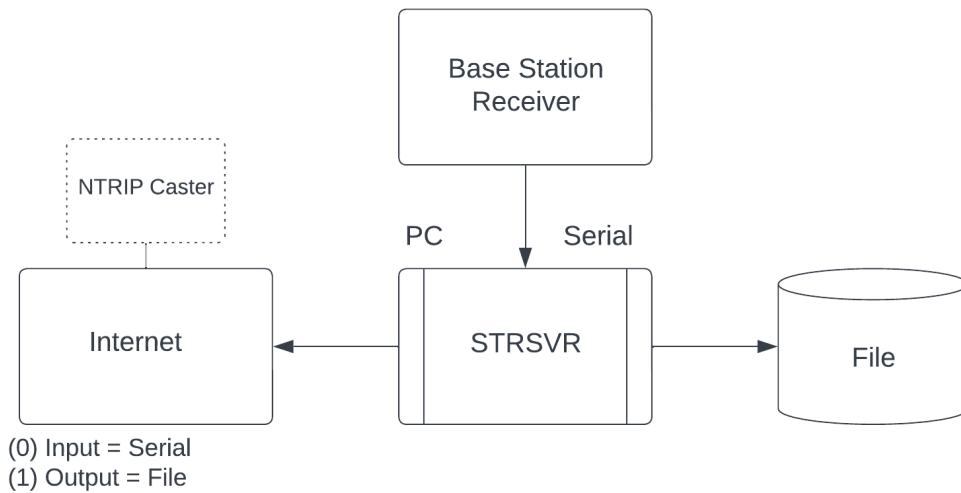 Base Station
Receiver
NTRIP Caster
PC
Serial
Internet
STRSVR
File
(0) Input = Serial
(1) Output = File